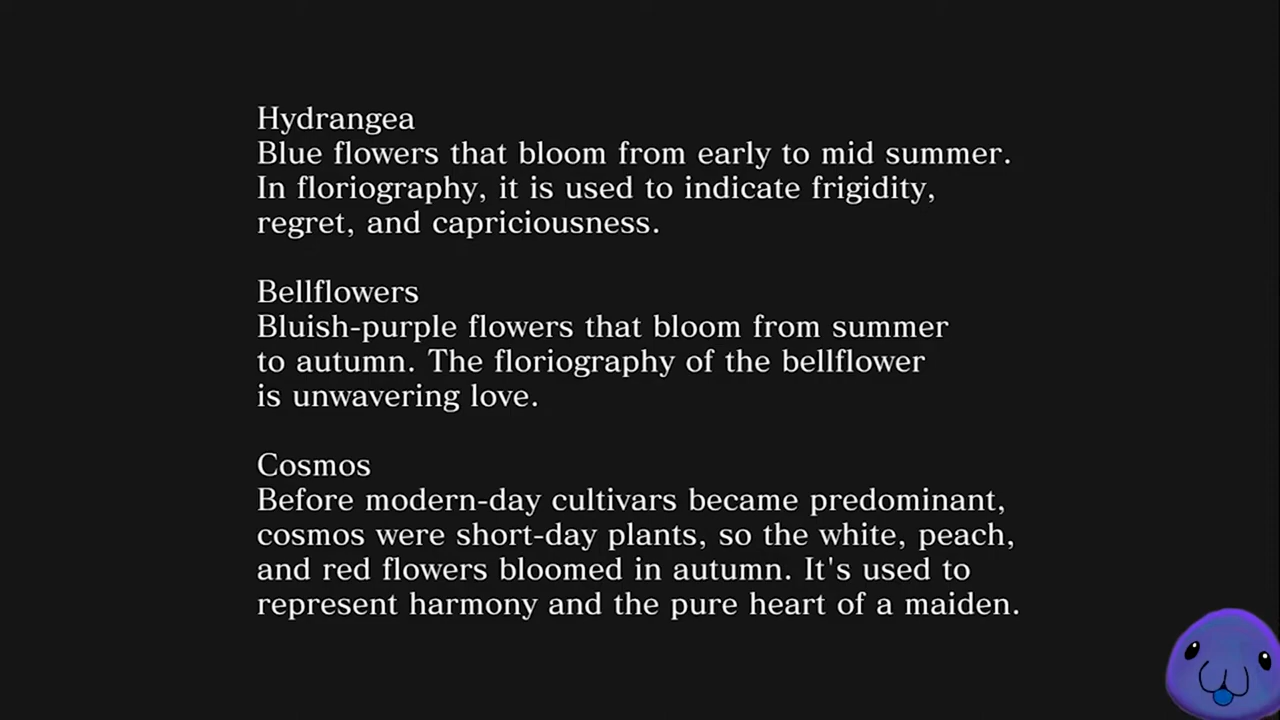 Hydrangea
Blue flowers that bloom from early to mid summer.
In floriography, it is used to indicate frigidity,
regret, and capriciousness.
Bellflowers
Bluish-purple flowers that bloom from summer
to autumn. The floriography of the bellflower
is unwavering love.
Cosmos
Before modern-day cultivars became predominant,
cosmos were short-day plants, so the white, peach,
and red flowers bloomed in autumn. It's used to
represent harmony and the pure heart of a maiden.